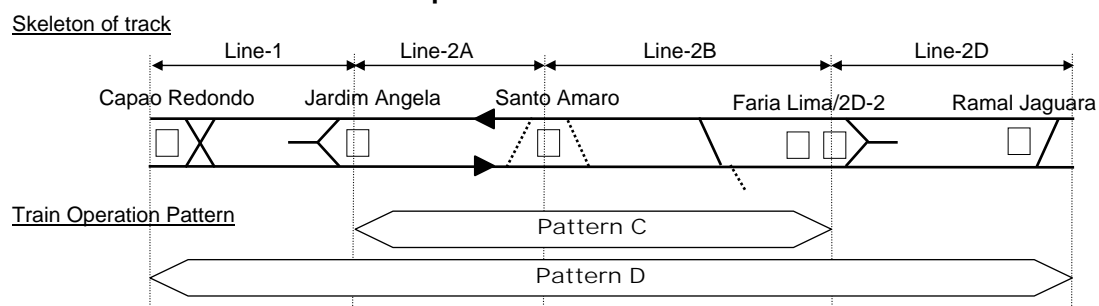 Skeleton of track
Line-1 Line-2A Line-2B Line-2D
Capao Redondo Jardim Angela Santo Amaro Faria Lima/2D-2 Ramal Jaguara
Train Operation Pattern
Pattern C
Pattern D